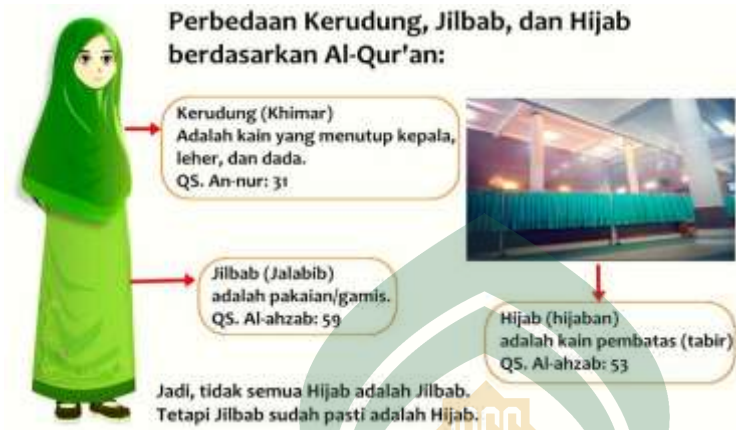 Perbedaan Kerudung, Jilbab, dan Hijab
berdasarkan Al-Qur'an:
Kerudung (Khimar)
Adalah kain yang menutup kepala,
leher, dan dada.
QS. An-nur: 31
Jilbab (Jalabib)
adalah pakaian/gamis.
QS. Al-ahzab: 59
Hijab (hijaban)
adalah kain pembatas (tabir)
QS. Al-ahzab: 53
Jadi, tidak semua Hijab adalah Jilbab.
Tetapi Jilbab sudah pasti adalah Hijab.